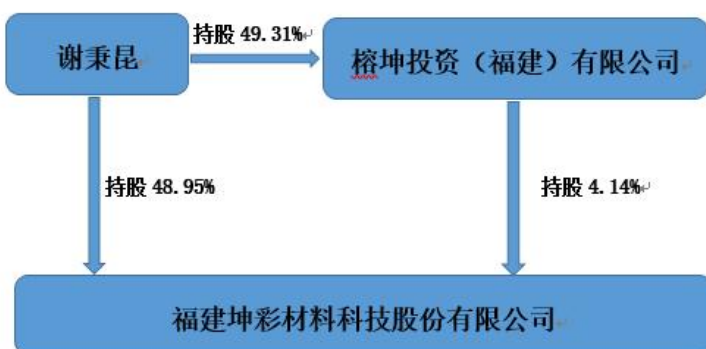 持股 49.31%
谢秉昆
榕坤投资（福建）有限公司
持股 48.95%
持股 4.14%
福建坤彩材料科技股份有限公司